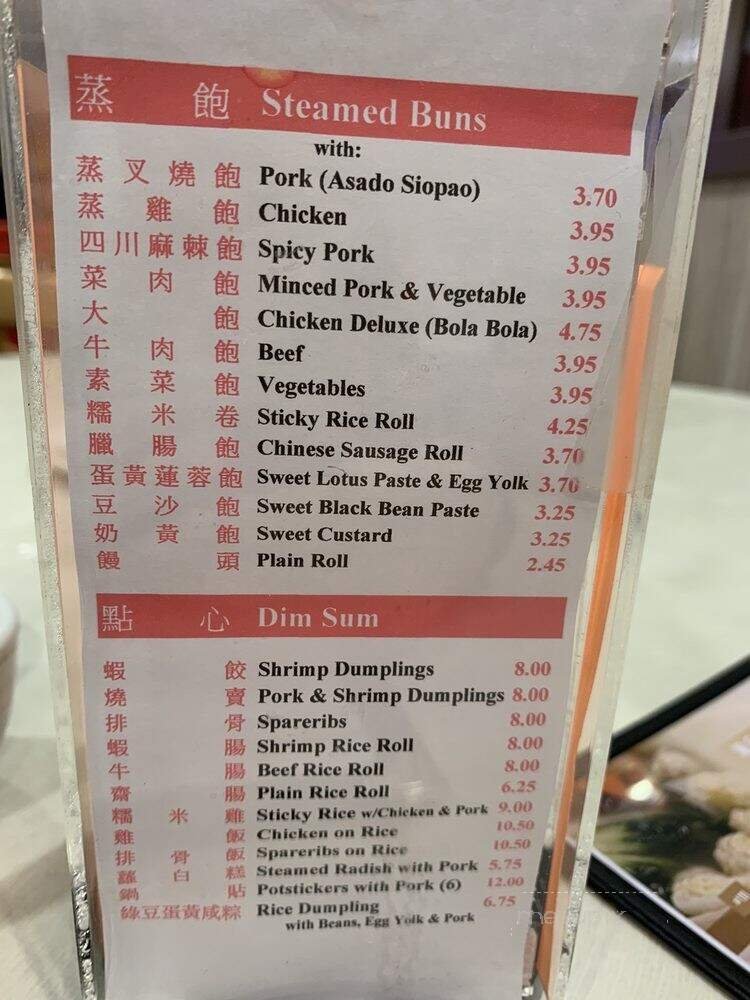 蒸 飽 Steamed Buns
with:
蒸叉燒飽 Pork (Asado Siopao) 3.70
蒸雞飽 Chicken 3.95
四川麻棘飽 Spicy Pork 3.95
菜肉飽 Minced Pork & Vegetable 3.95
大飽 Chicken Deluxe (Bola Bola) 4.75
牛肉飽 Beef 3.95
素菜飽 Vegetables 3.95
糯米卷 Sticky Rice Roll 4.25
臘腸飽 Chinese Sausage Roll 3.70
蛋黃蓮蓉飽 Sweet Lotus Paste & Egg Yolk 3.70
豆沙飽 Sweet Black Bean Paste 3.25
奶黃飽 Sweet Custard 3.25
饅頭 Plain Roll 2.45
點 心 Dim Sum
蝦餃 Shrimp Dumplings 8.00
燒賣 Pork & Shrimp Dumplings 8.00
排骨 Spareribs 8.00
蝦腸 Shrimp Rice Roll 8.00
牛腸 Beef Rice Roll 8.00
齋腸 Plain Rice Roll 6.25
糯米雞 Sticky Rice w/Chicken & Pork 9.00
雞飯 Chicken on Rice 10.50
排骨飯 Spareribs on Rice 10.50
蘿白糕 Steamed Radish with Pork 5.75
鍋貼 Potstickers with Pork (6) 12.00
綠豆蛋黃咸粽 Rice Dumpling 6.75
with Beans, Egg Yolk & Pork